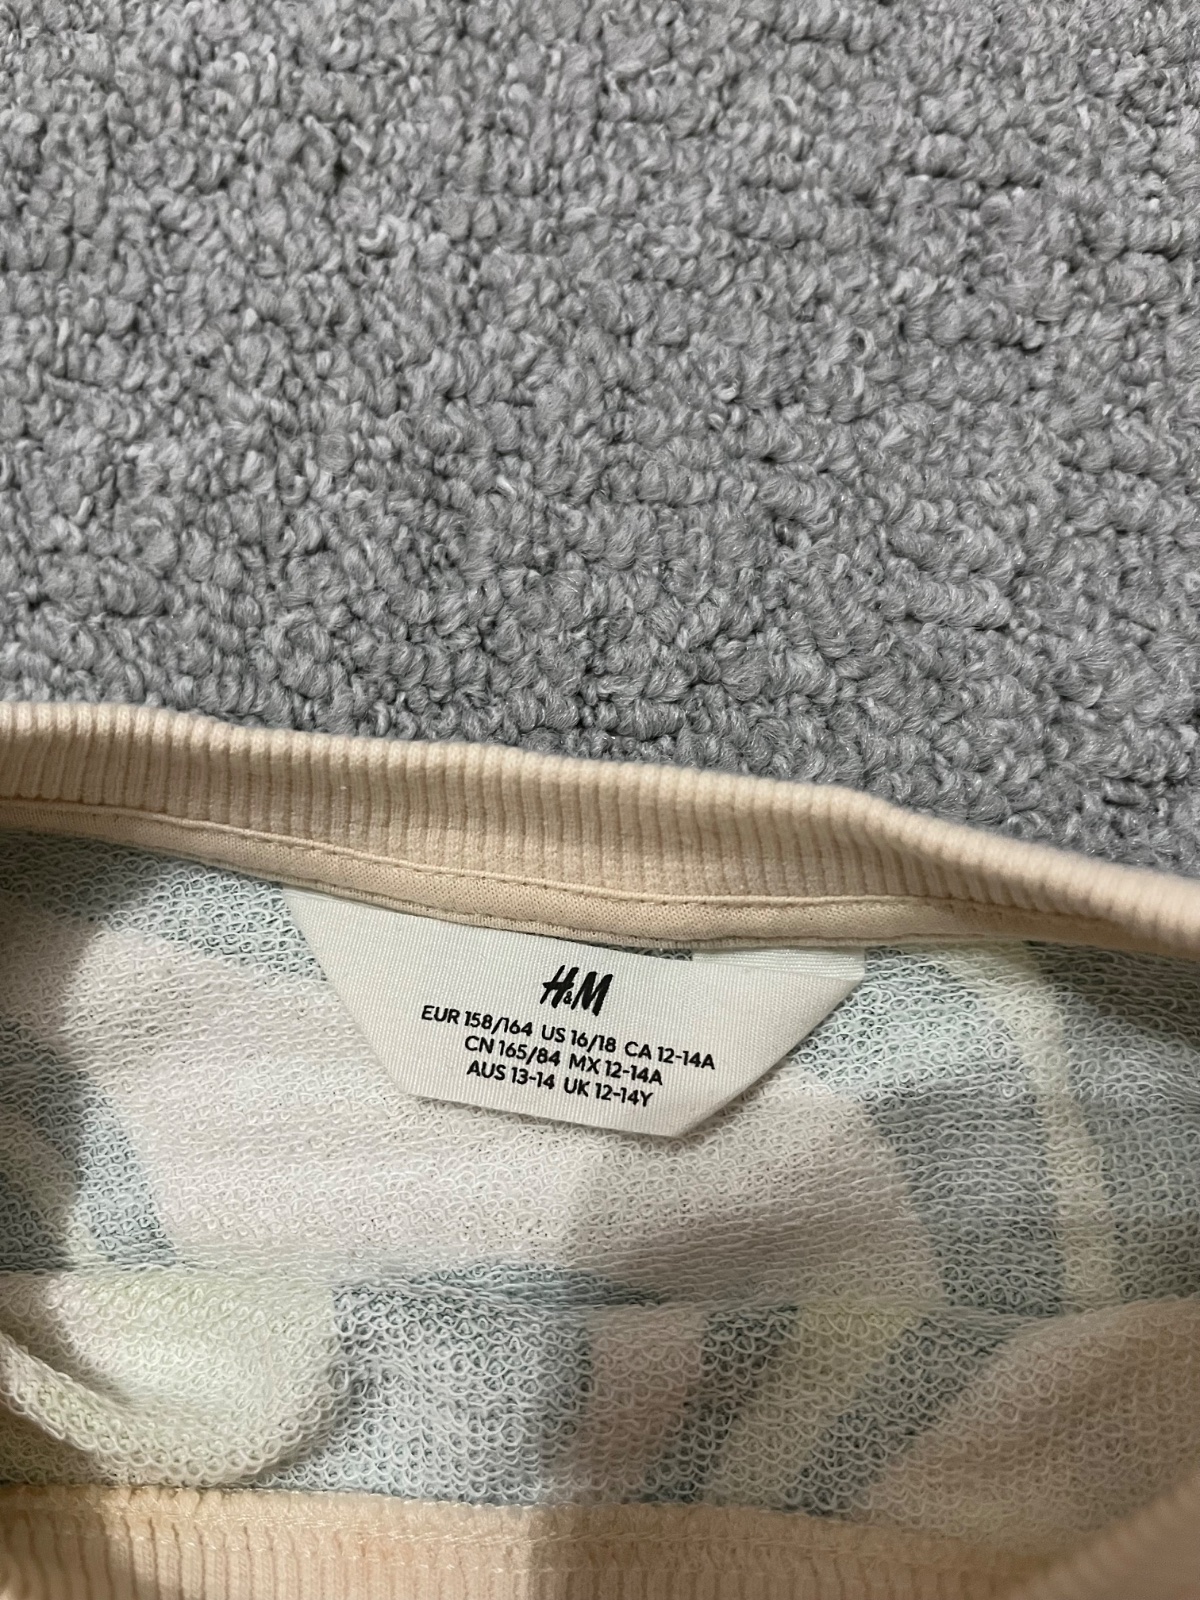 H&M
EUR 158/164 US 16/18 CA 12-14A
CN 165/84 MX 12-14A
AUS 13-14 UK 12-14Y